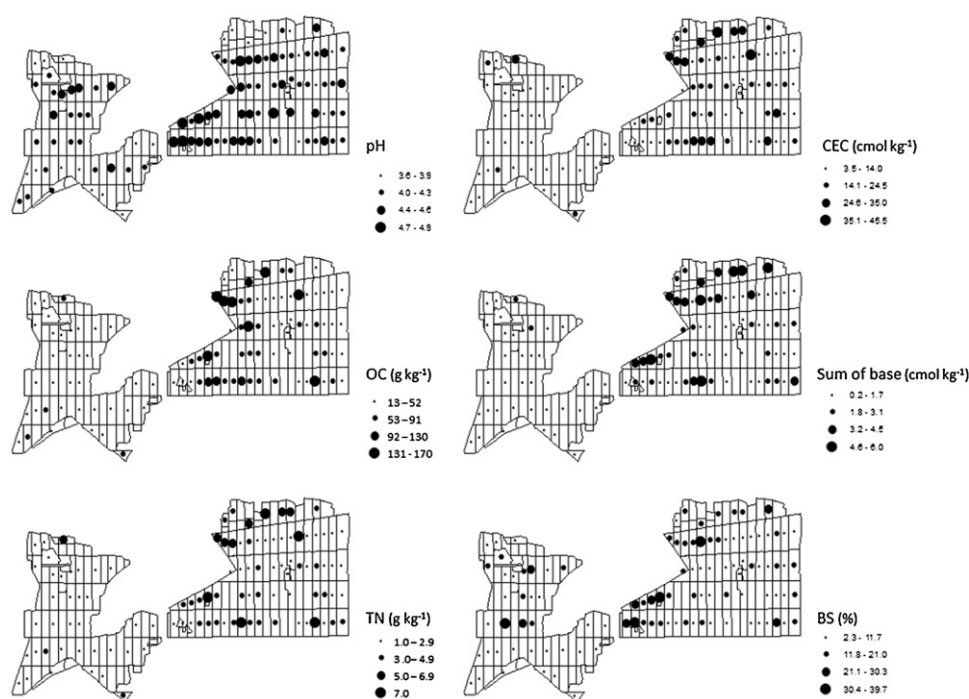 pH
3.6 - 3.9
4.0 - 4.3
4.4 - 4.6
4.7 - 4.9
CEC (cmol kg⁻¹)
3.5 - 14.0
14.1 - 24.5
24.6 - 35.0
35.1 - 45.5
OC (g kg⁻¹)
13–52
53–91
92–130
131-170
Sum of base (cmol kg⁻¹)
0.2 - 1.7
1.8 - 3.1
3.2 - 4.5
4.6 - 6.0
TN (g kg⁻¹)
1.0–2.9
3.0–4.9
5.0–6.9
7.0
BS (%)
2.3 - 11.7
11.8 - 21.0
21.1 - 30.3
30.4 - 39.7